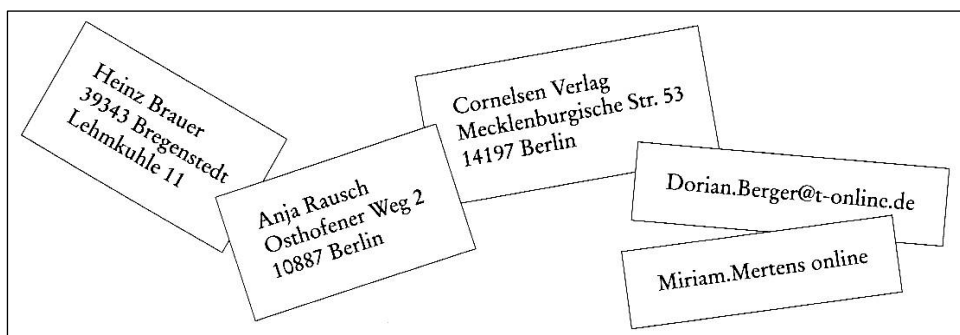 Heinz Brauer
39343 Bregenstedt
Lehmkuhle 11
Anja Rausch
Osthofener Weg 2
10887 Berlin
Cornelsen Verlag
Mecklenburgische Str. 53
14197 Berlin
Dorian.Berger@t-online.de
Miriam.Mertens online